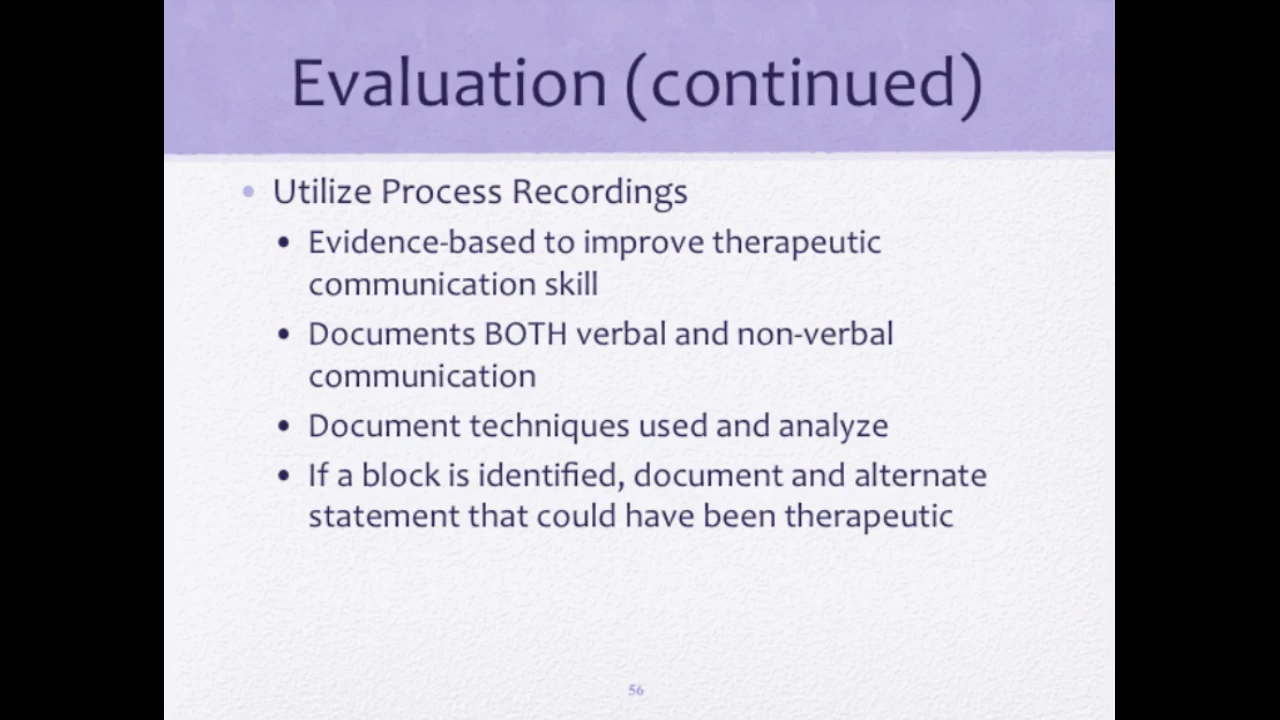 Evaluation (continued)
• Utilize Process Recordings
• Evidence-based to improve therapeutic
communication skill
• Documents BOTH verbal and non-verbal
communication
• Document techniques used and analyze
• If a block is identified, document and alternate
statement that could have been therapeutic
56